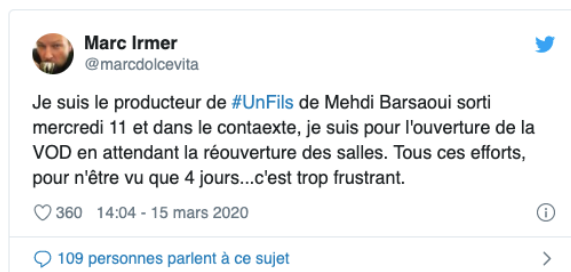 Marc Irmer
@marcdolcevita
Je suis le producteur de #UnFils de Mehdi Barsaoui sorti
mercredi 11 et dans le contaexte, je suis pour l'ouverture de la
VOD en attendant la réouverture des salles. Tous ces efforts,
pour n'être vu que 4 jours...c'est trop frustrant.
360 14:04 - 15 mars 2020
109 personnes parlent à ce sujet